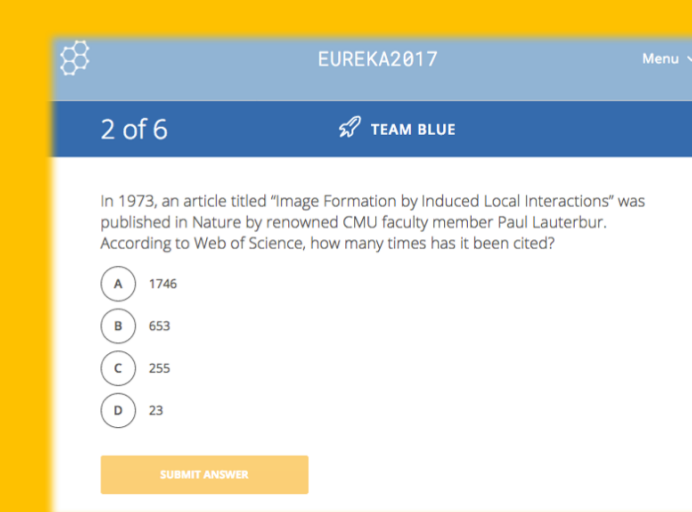 EUREKA2017
Menu
2 of 6
TEAM BLUE
In 1973, an article titled “Image Formation by Induced Local Interactions” was
published in Nature by renowned CMU faculty member Paul Lauterbur.
According to Web of Science, how many times has it been cited?
A 1746
B 653
C 255
D 23
SUBMIT ANSWER